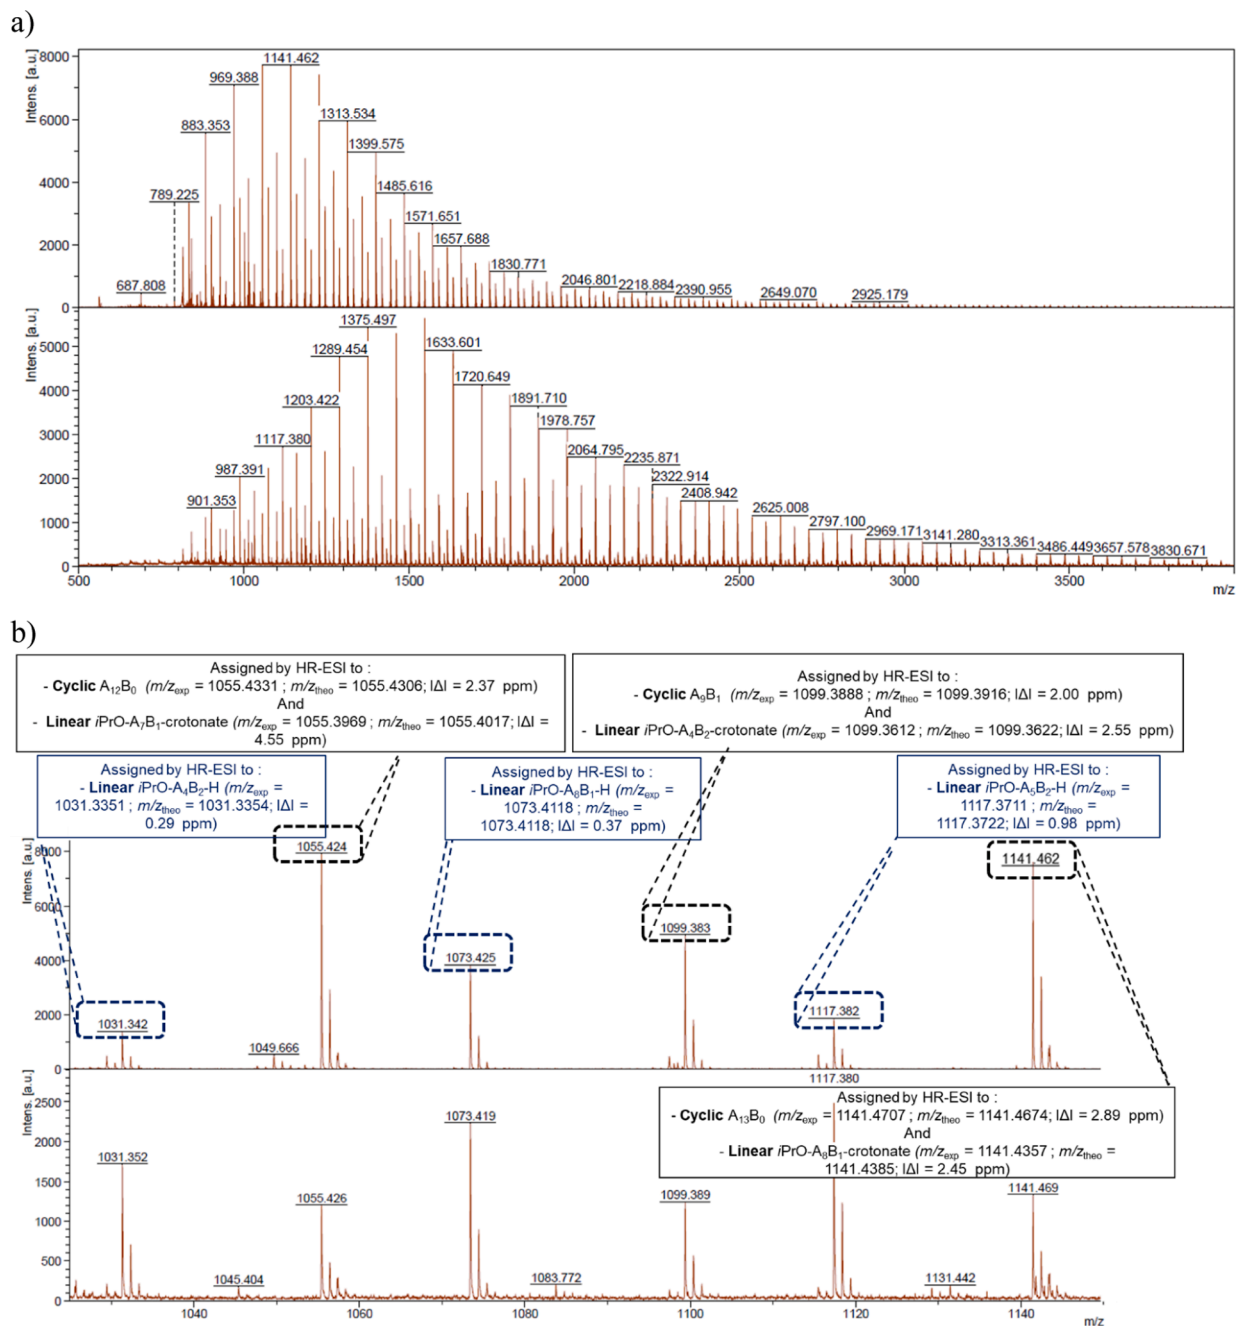 a)
Intens. [a.u.]
8000
6000
4000
2000
0
687.808
789.225
883.353
969.388
1141.462
1313.534
1399.575
1485.616
1571.651
1657.688
1830.771
2046.801
2218.884
2390.955
2649.070
2925.179
Intens. [a.u.]
5000
4000
3000
2000
1000
0
901.353
987.391
1117.380
1203.422
1289.454
1375.497
1633.601
1720.649
1891.710
1978.757
2064.795
2235.871
2322.914
2408.942
2625.008
2797.100
2969.171
3141.280
3313.361
3486.449
3657.578
3830.671
500
1000
1500
2000
2500
3000
3500
m/z
b)
Assigned by HR-ESI to :
- Cyclic A12B0 (m/zexp = 1055.4331 ; m/ztheo = 1055.4306; IΔI = 2.37 ppm)
And
- Linear iPrO-A7B1-crotonate (m/zexp = 1055.3969 ; m/ztheo = 1055.4017; IΔI =
4.55 ppm)
Assigned by HR-ESI to :
- Cyclic A9B1 (m/zexp = 1099.3888 ; m/ztheo = 1099.3916; IΔI = 2.00 ppm)
And
- Linear iPrO-A4B2-crotonate (m/zexp = 1099.3612 ; m/ztheo = 1099.3622; IΔI = 2.55 ppm)
Assigned by HR-ESI to :
- Linear iPrO-A4B2-H (m/zexp =
1031.3351 ; m/ztheo = 1031.3354; IΔI =
0.29 ppm)
Assigned by HR-ESI to :
- Linear iPrO-A8B1-H (m/zexp =
1073.4118 ; m/ztheo =
1073.4118; IΔI = 0.37 ppm)
Assigned by HR-ESI to :
- Linear iPrO-A5B2-H (m/zexp =
1117.3711 ; m/ztheo =
1117.3722; IΔI = 0.98 ppm)
Intens. [a.u.]
8000
6000
4000
2000
0
1031.342
1049.666
1055.424
1073.425
1099.383
1117.382
1141.462
1117.380
Assigned by HR-ESI to :
- Cyclic A13B0 (m/zexp = 1141.4707 ; m/ztheo = 1141.4674; IΔI = 2.89 ppm)
And
- Linear iPrO-A8B1-crotonate (m/zexp = 1141.4357 ; m/ztheo =
1141.4385; IΔI = 2.45 ppm)
Intens. [a.u.]
2500
2000
1500
1000
500
0
1031.352
1045.404
1055.426
1073.419
1083.772
1099.389
1131.442
1141.469
1040
1060
1080
1100
1120
1140
m/z